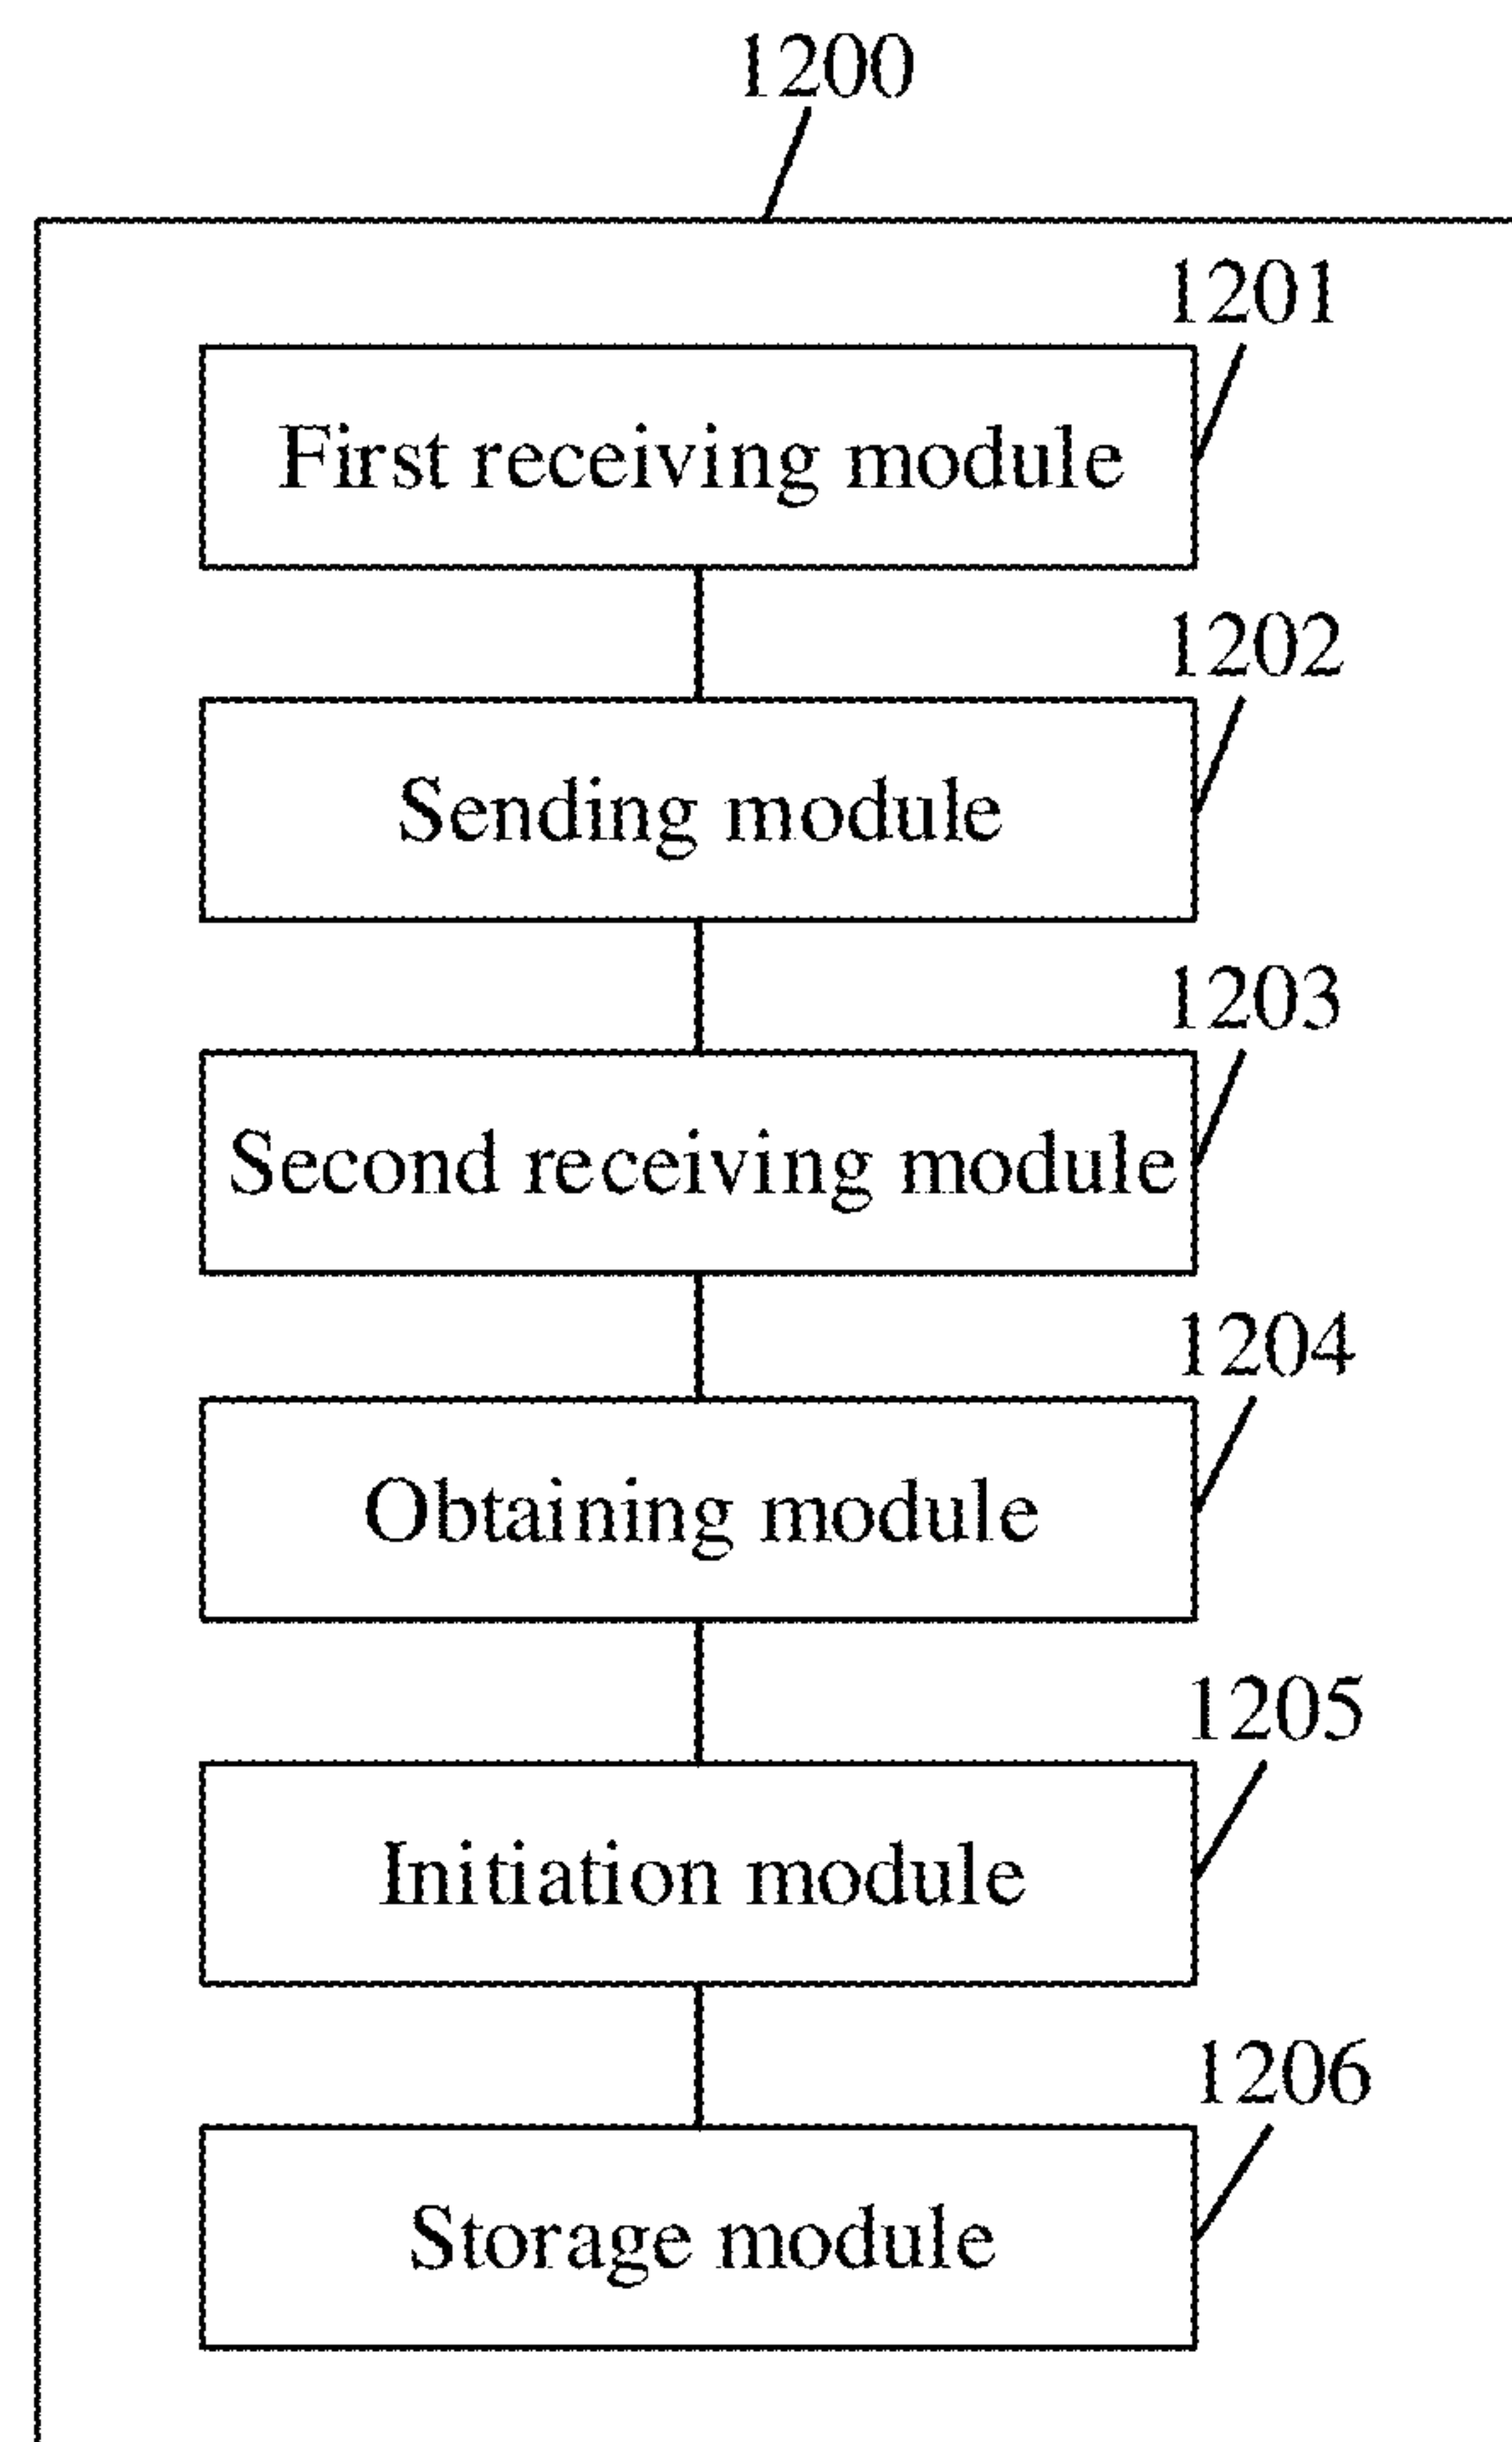 1200
1201
First receiving module
1202
Sending module
1203
Second receiving module
1204
Obtaining module
1205
Initiation module
1206
Storage module